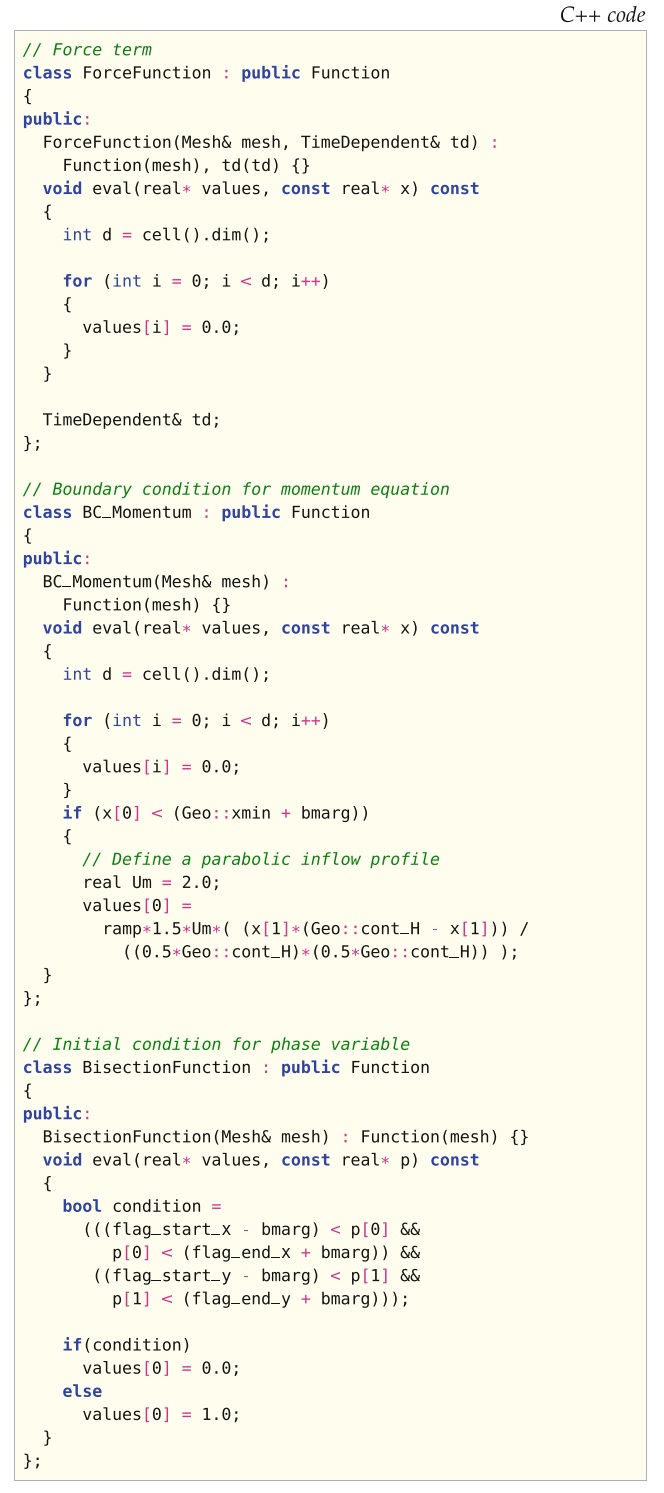 C++ code
// Force term
class ForceFunction : public Function
{
public:
  ForceFunction(Mesh& mesh, TimeDependent& td) :
    Function(mesh), td(td) {}
  void eval(real* values, const real* x) const
  {
    int d = cell().dim();

    for (int i = 0; i < d; i++)
    {
      values[i] = 0.0;
    }
  }

  TimeDependent& td;
};

// Boundary condition for momentum equation
class BC_Momentum : public Function
{
public:
  BC_Momentum(Mesh& mesh) :
    Function(mesh) {}
  void eval(real* values, const real* x) const
  {
    int d = cell().dim();

    for (int i = 0; i < d; i++)
    {
      values[i] = 0.0;
    }
    if (x[0] < (Geo::xmin + bmarg))
    {
      // Define a parabolic inflow profile
      real Um = 2.0;
      values[0] =
        ramp*1.5*Um*( (x[1]*(Geo::cont_H - x[1])) /
          ((0.5*Geo::cont_H)*(0.5*Geo::cont_H)) );
  }
};

// Initial condition for phase variable
class BisectionFunction : public Function
{
public:
  BisectionFunction(Mesh& mesh) : Function(mesh) {}
  void eval(real* values, const real* p) const
  {
    bool condition =
      (((flag_start_x - bmarg) < p[0] &&
         p[0] < (flag_end_x + bmarg)) &&
       ((flag_start_y - bmarg) < p[1] &&
         p[1] < (flag_end_y + bmarg)));

    if(condition)
      values[0] = 0.0;
    else
      values[0] = 1.0;
  }
};